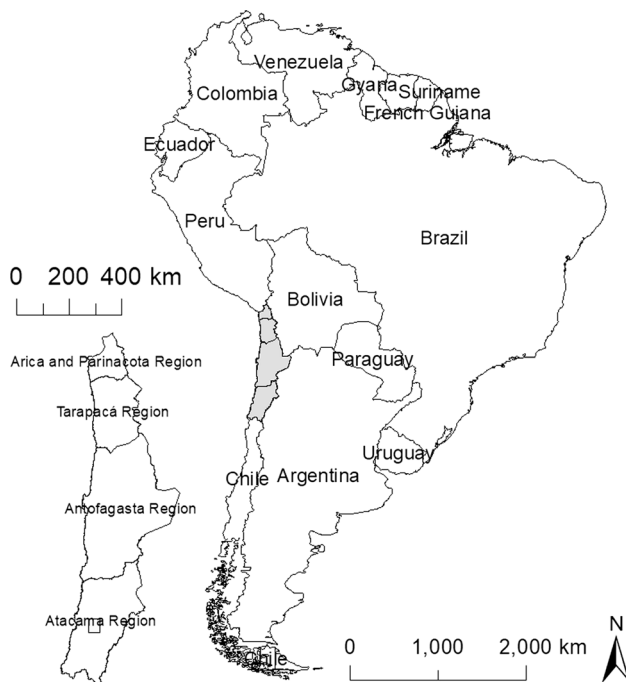 Venezuela
Gyana
Suriname
Colombia
French Guiana
Ecuador
Peru
Brazil
0 200 400 km
Bolivia
Arica and Parinacota Region
Paraguay
Tarapacá Region
Uruguay
Chile
Argentina
Antofagasta Region
Atacama Region
N
0 1,000 2,000 km
Chile